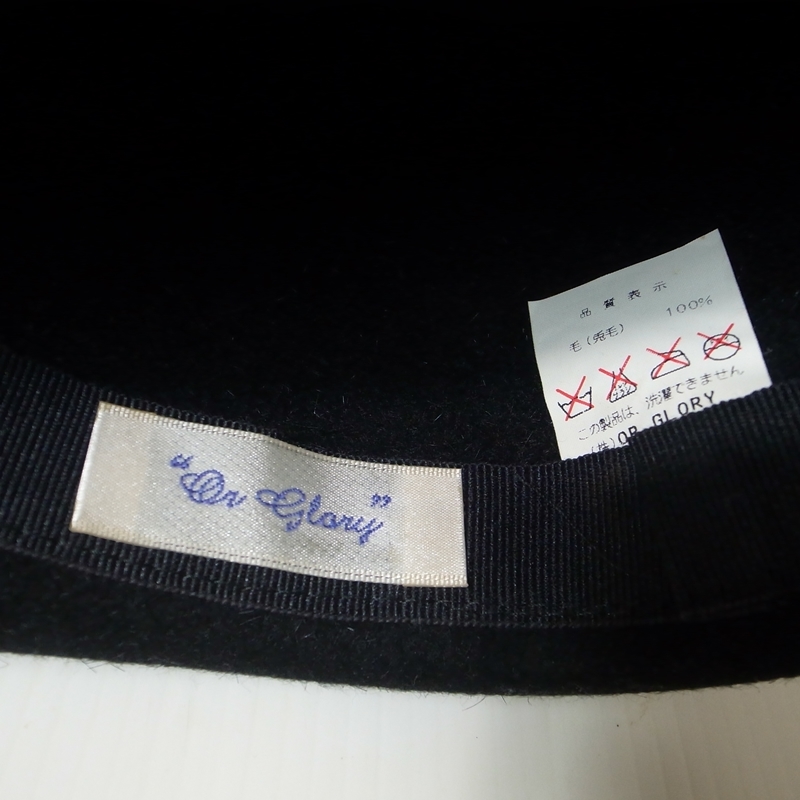 "Or Glory"
品質表示
毛(兎毛) 100%
この製品は、洗濯できません
(株)OR GLORY